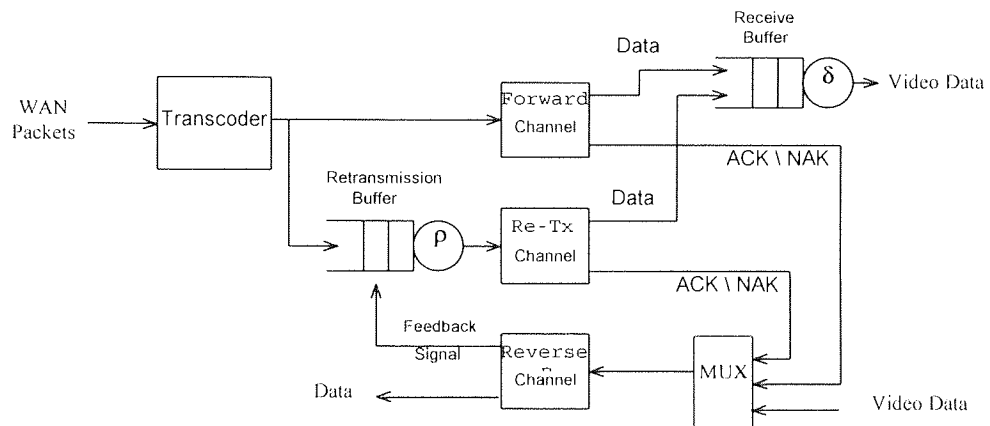 Receive
Buffer
Data
δ
Video Data
WAN
Packets
Transcoder
Forward
Channel
ACK \ NAK
Retransmission
Buffer
Data
ρ
Re-Tx
Channel
ACK \ NAK
Feedback
Signal
Reverse
Channel
MUX
Data
Video Data